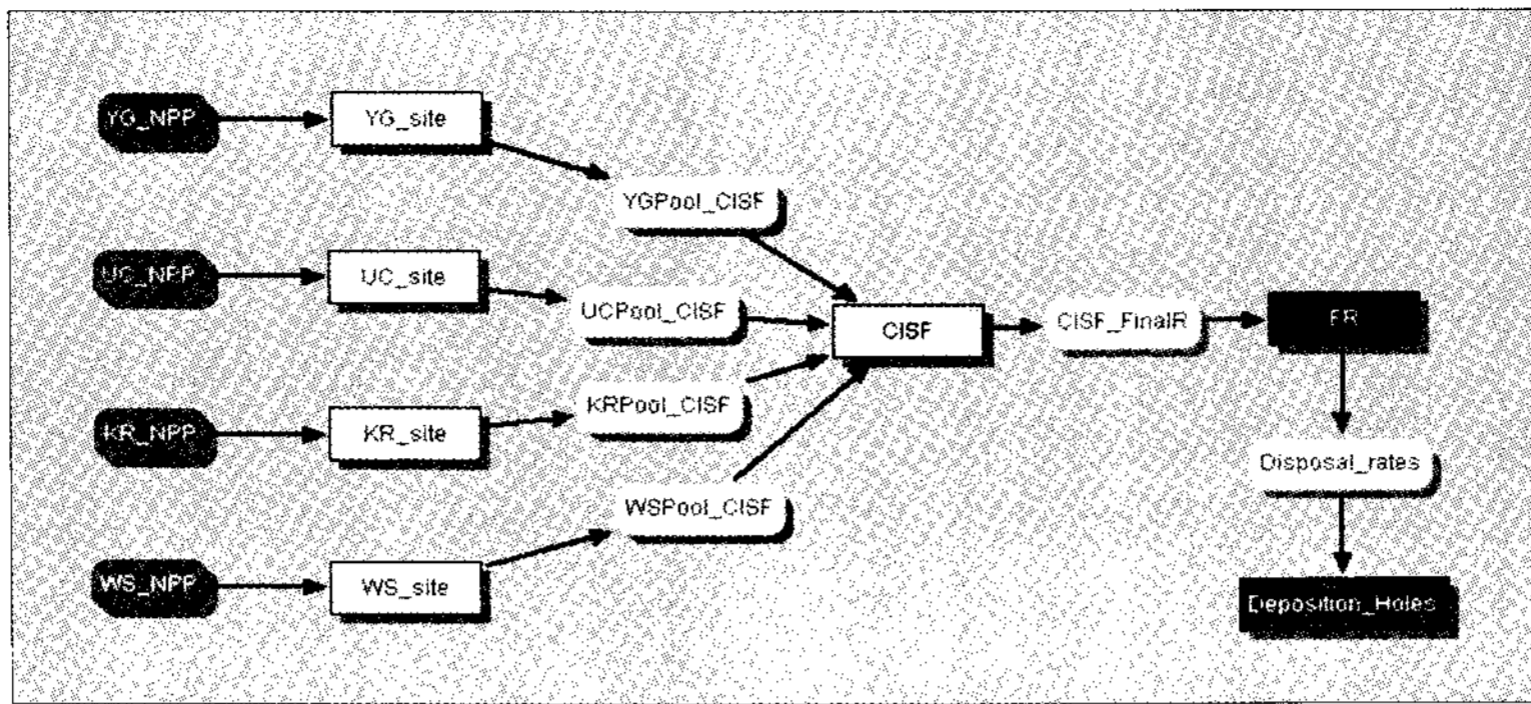 YG_NPP
YG_site
YGPool_CISF
UC_NPP
UC_site
UCPool_CISF
CISF
CISF_FinalR
FR
KR_NPP
KR_site
KRPool_CISF
Disposal_rates
WSPool_CISF
WS_NPP
WS_site
Deposition_Holes